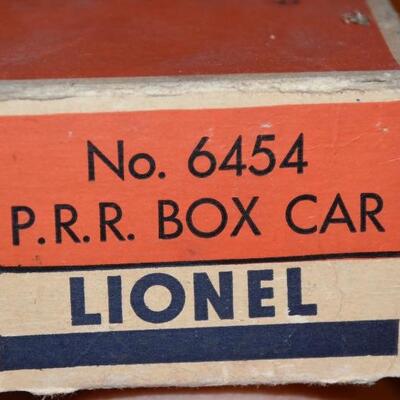 No. 6454
P.R.R. BOX CAR
LIONEL